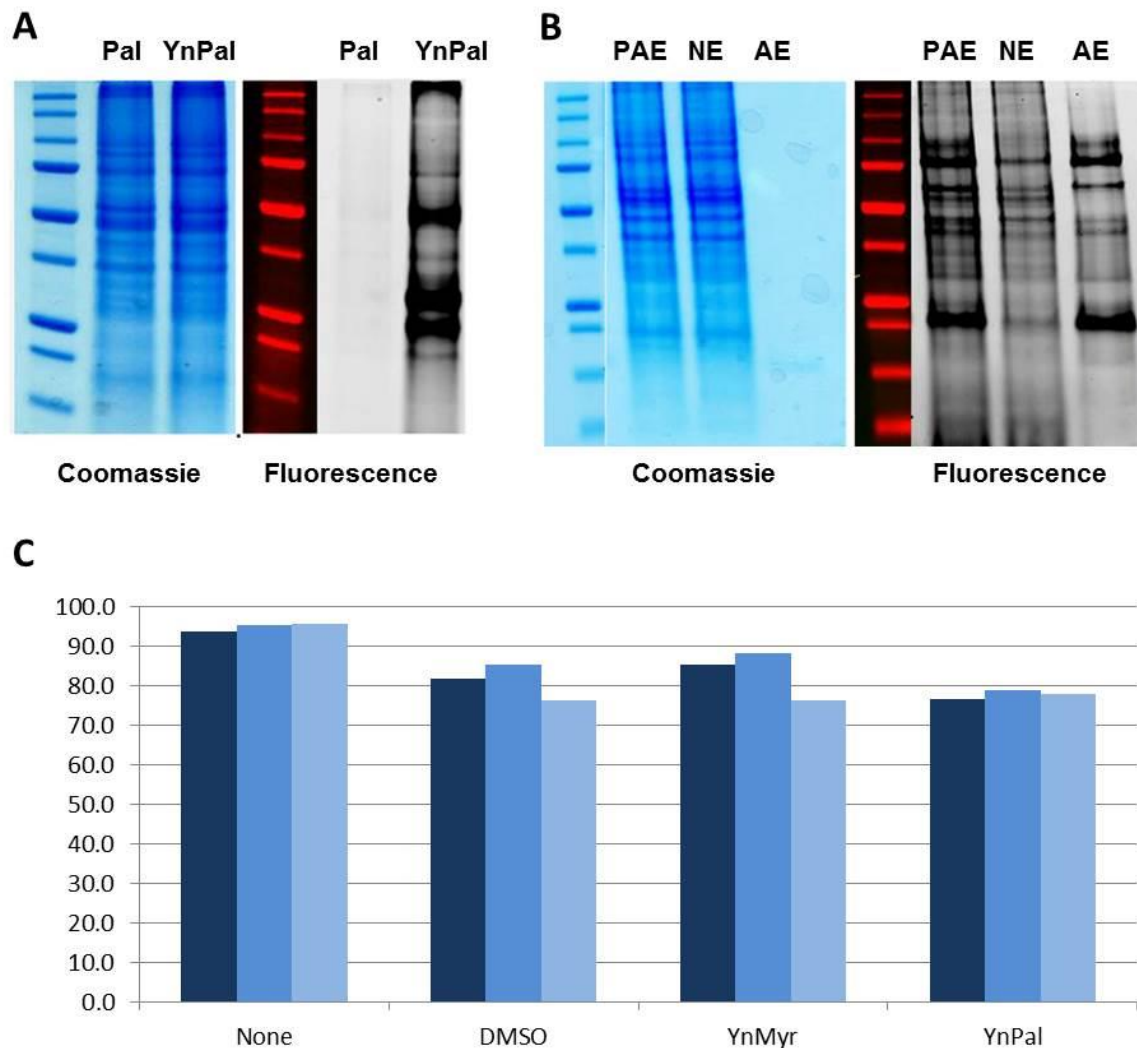 A
Pal YnPal Pal YnPal
Coomassie Fluorescence
B
PAE NE AE PAE NE AE
Coomassie Fluorescence
C
100.0
90.0
80.0
70.0
60.0
50.0
40.0
30.0
20.0
10.0
0.0
None DMSO YnMyr YnPal